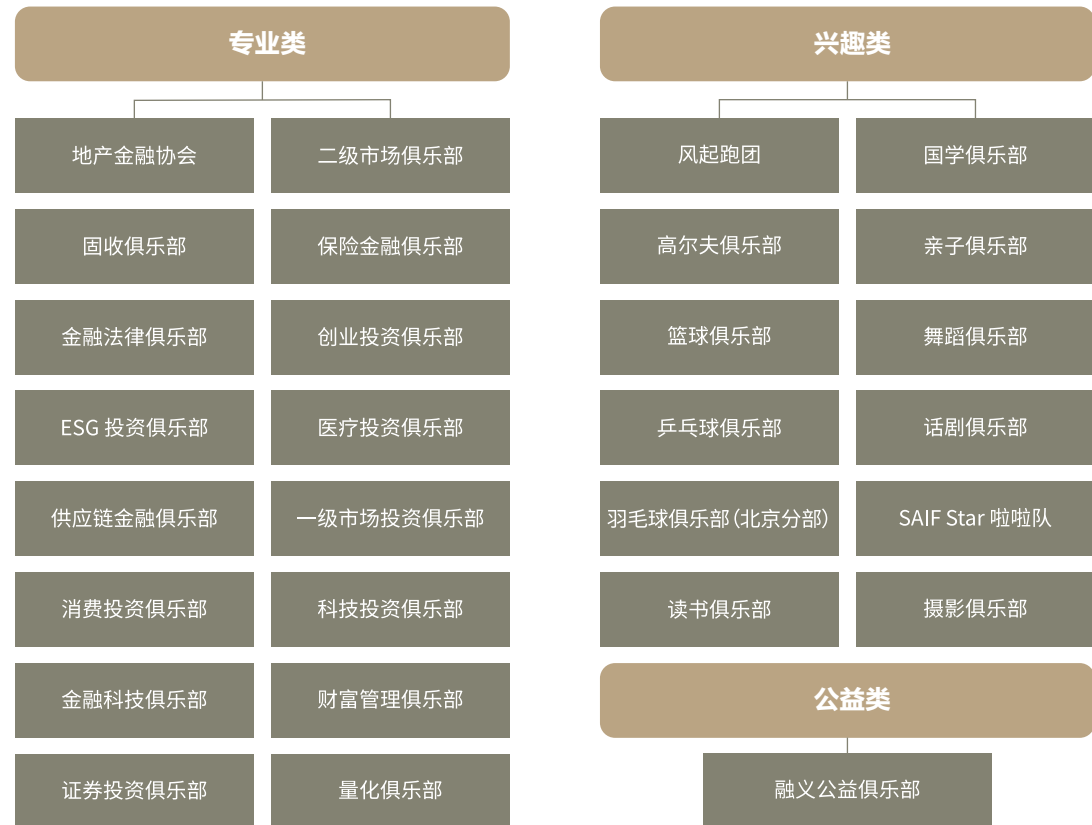 专业类
地产金融协会
二级市场俱乐部
固收俱乐部
保险金融俱乐部
金融法律俱乐部
创业投资俱乐部
ESG 投资俱乐部
医疗投资俱乐部
供应链金融俱乐部
一级市场投资俱乐部
消费投资俱乐部
科技投资俱乐部
金融科技俱乐部
财富管理俱乐部
证券投资俱乐部
量化俱乐部
兴趣类
风起跑团
国学俱乐部
高尔夫俱乐部
亲子俱乐部
篮球俱乐部
舞蹈俱乐部
乒乓球俱乐部
话剧俱乐部
羽毛球俱乐部（北京分部）
SAIF Star 啦啦队
读书俱乐部
摄影俱乐部
公益类
融义公益俱乐部